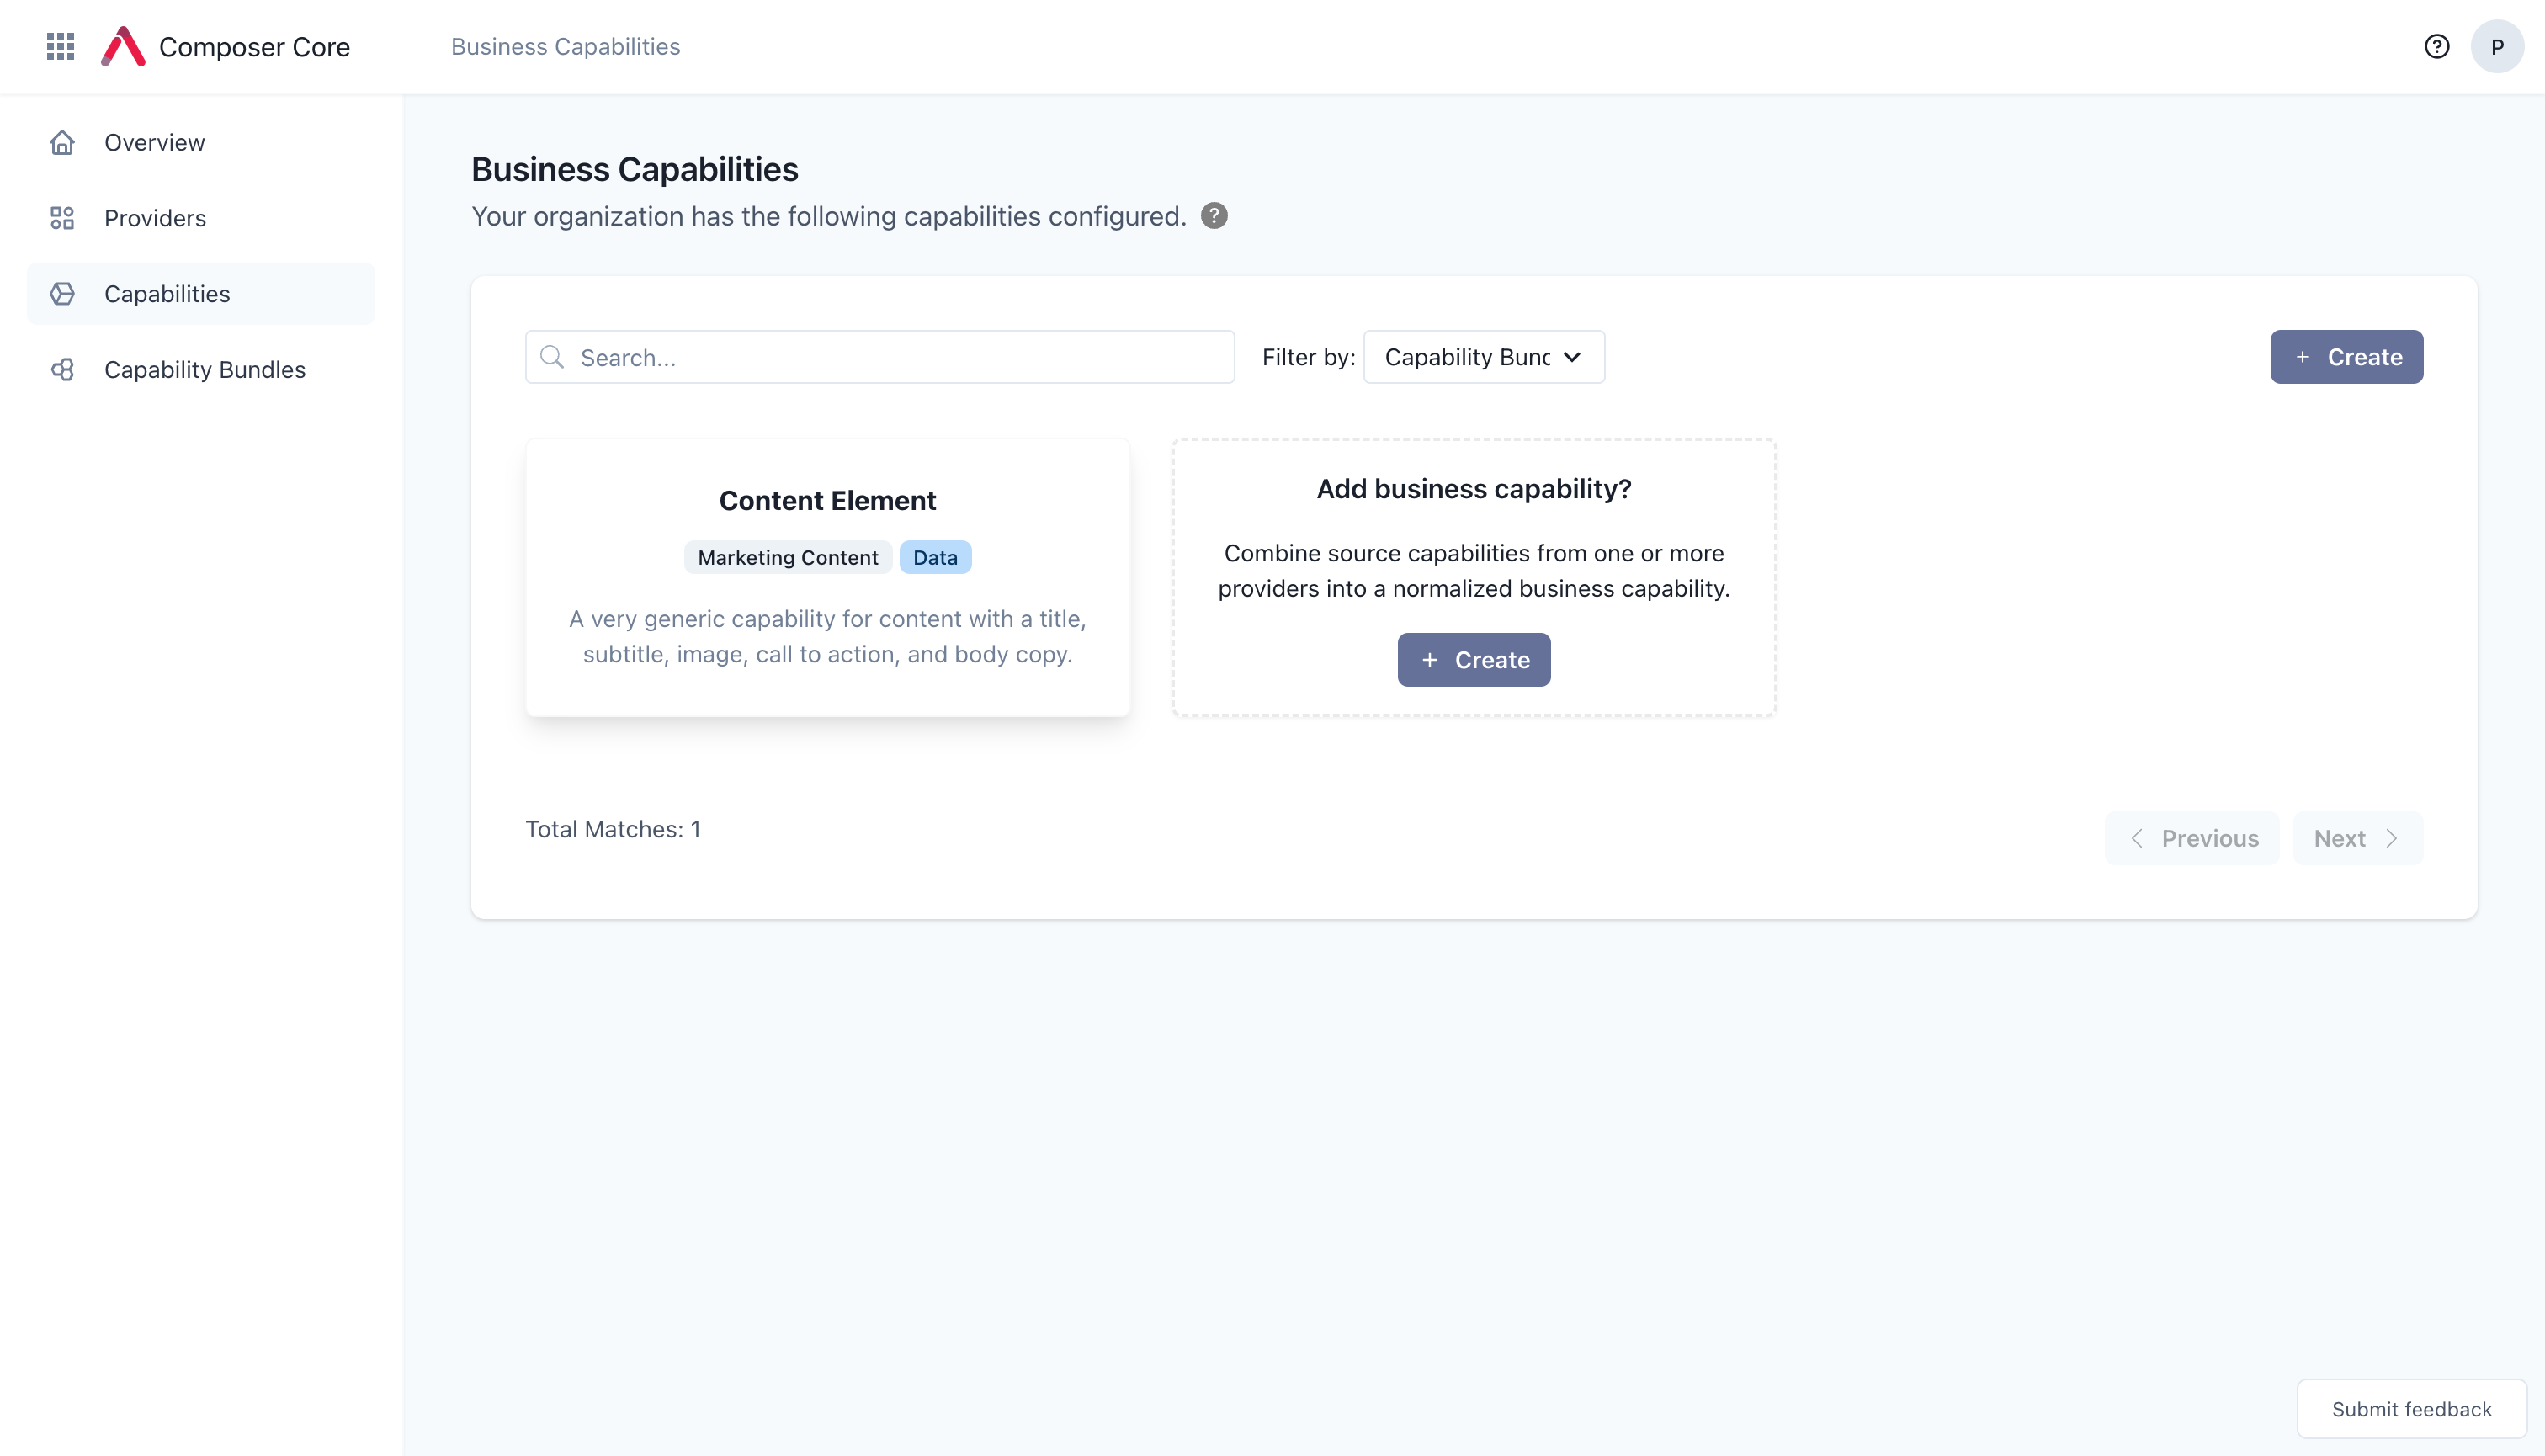 Composer Core
Business Capabilities
P
Overview
Providers
Capabilities
Capability Bundles
Business Capabilities
Your organization has the following capabilities configured.
Search...
Filter by:
Capability Bunc
+ Create
Content Element
Marketing Content
Data
A very generic capability for content with a title,
subtitle, image, call to action, and body copy.
Add business capability?
Combine source capabilities from one or more
providers into a normalized business capability.
+ Create
Total Matches: 1
Previous
Next
Submit feedback